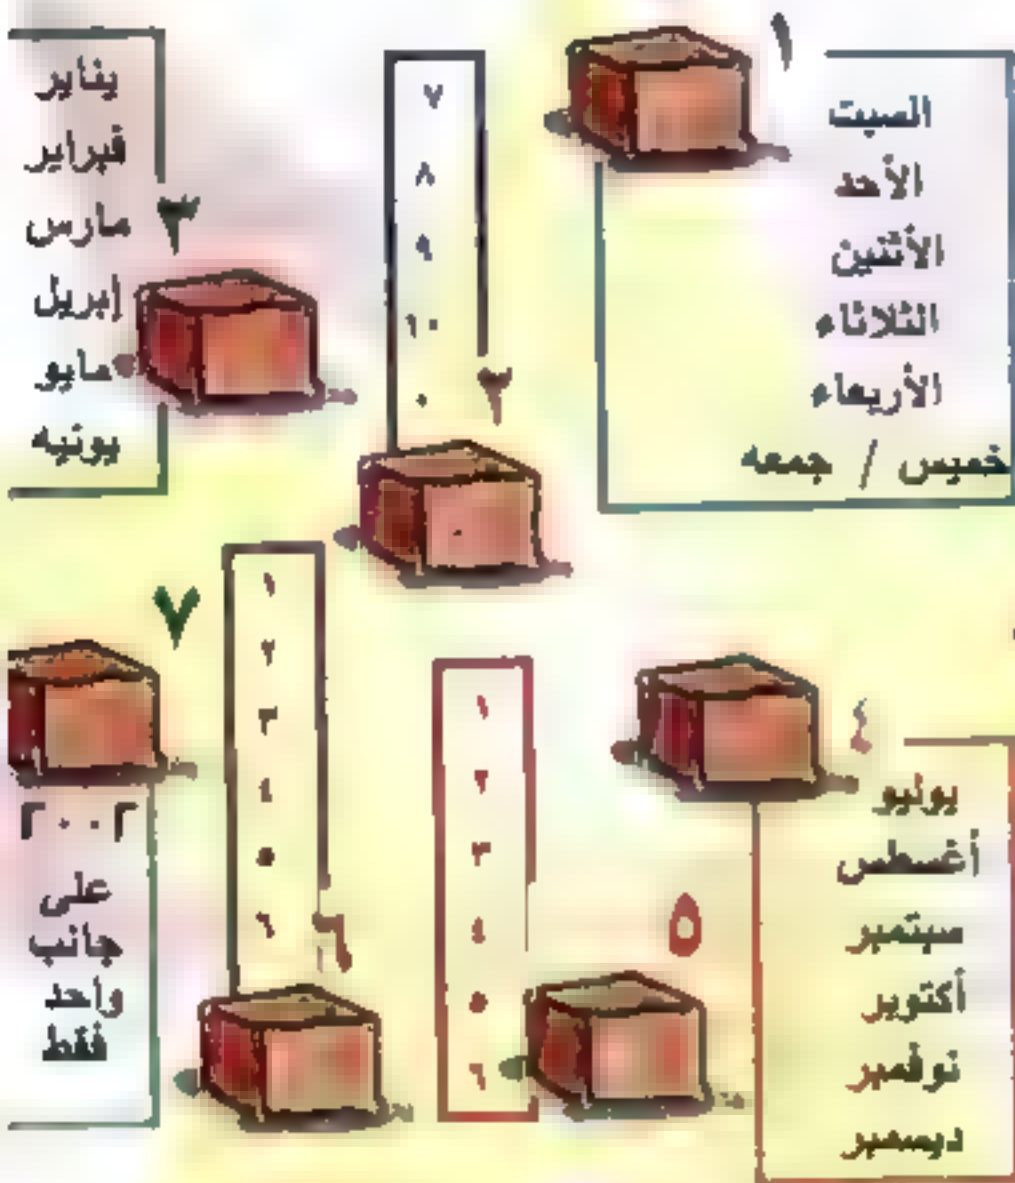 ١
السبت
الأحد
الأثنين
الثلاثاء
الأربعاء
خميس / جمعه
٢
٧
٨
٩
١٠
٠
٣
يناير
فبراير
مارس
إبريل
مايو
يونيه
٤
يوليو
أغسطس
سبتمبر
أكتوبر
نوفمبر
ديسمبر
٥
١
٢
٣
٤
٥
٦
٦
١
٢
٣
٤
٥
٦
٧
٢٠٠٢
على
جانب
واحد
فقط